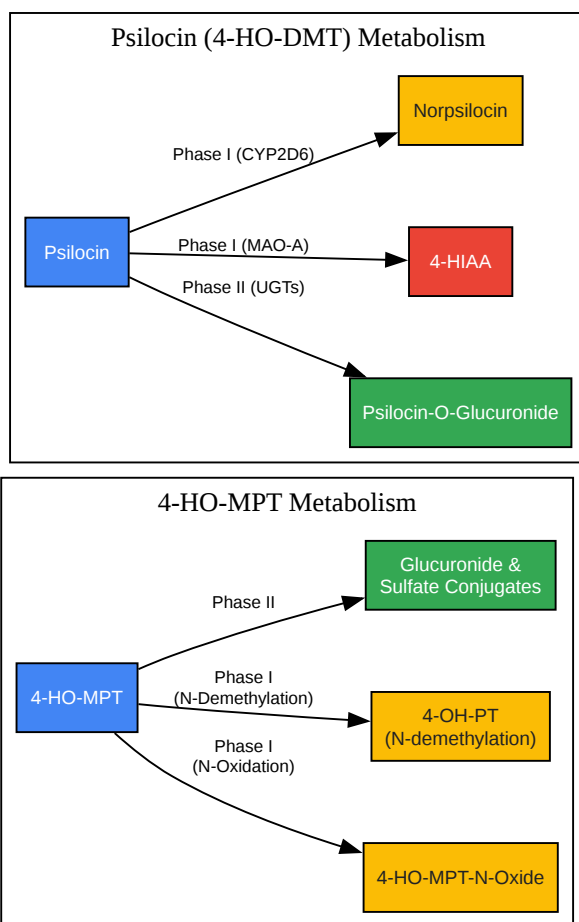 Psilocin (4-HO-DMT) Metabolism
Norpsilocin
Phase I (CYP2D6)
Psilocin
Phase I (MAO-A)
4-HIAA
Phase II (UGTs)
Psilocin-O-Glucuronide
4-HO-MPT Metabolism
Glucuronide &
Sulfate Conjugates
Phase II
4-HO-MPT
Phase I
(N-Demethylation)
4-OH-PT
(N-demethylation)
Phase I
(N-Oxidation)
4-HO-MPT-N-Oxide